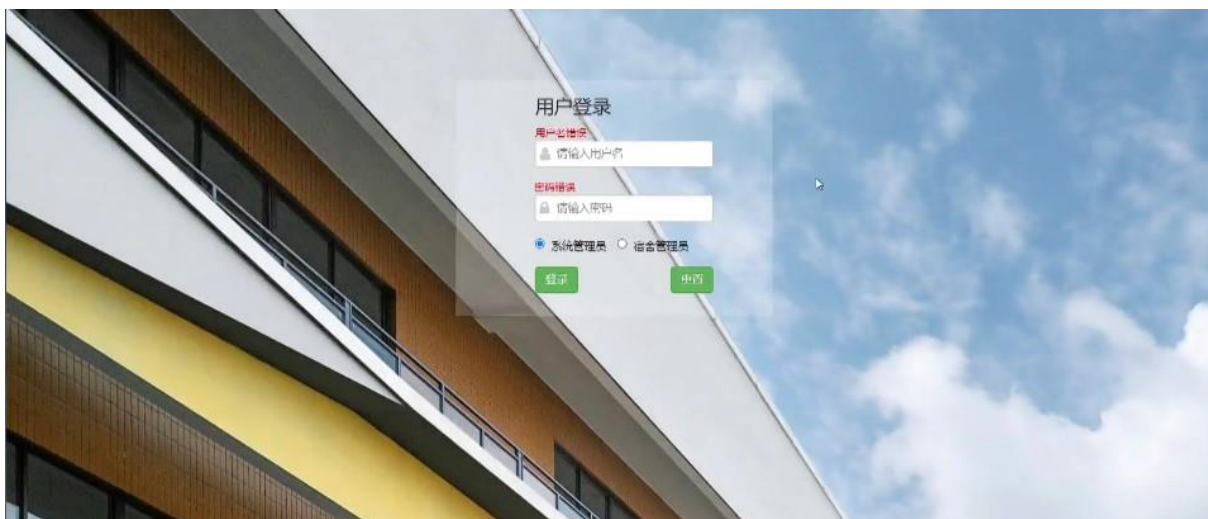 用户登录
用户名错误
请输入用户名
密码错误
请输入密码
系统管理员 宿舍管理员
登录 重置